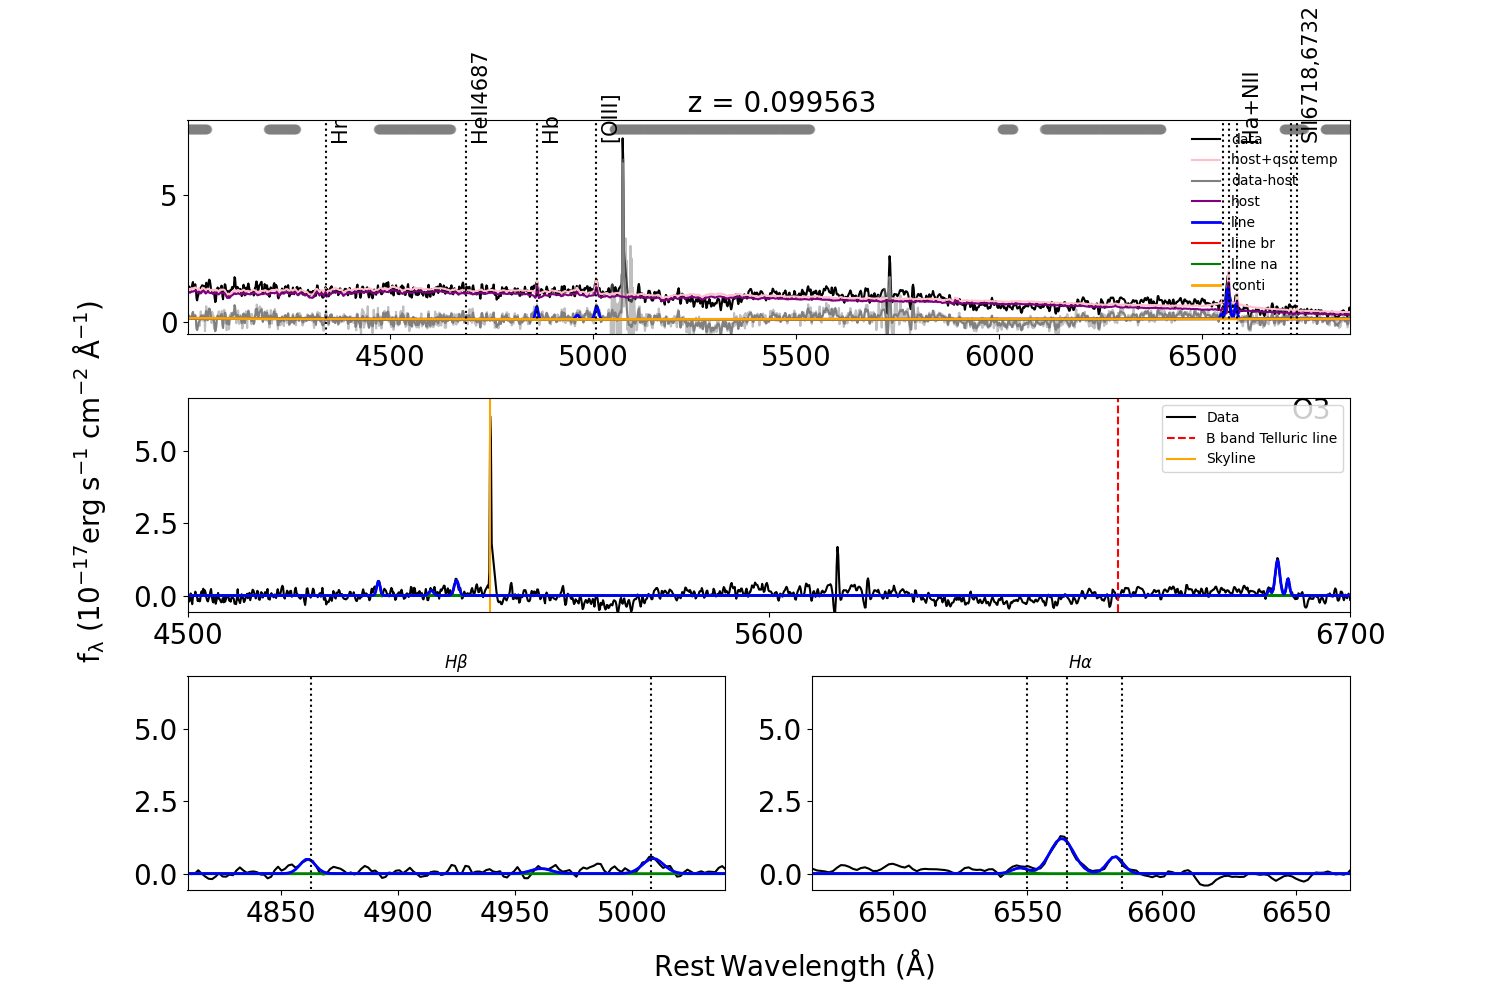 z = 0.099563
Hr
HeII4687
Hb
[OIII]
Ha+NII
SII6718,6732
data
host+qso temp
data-host
host
line
line br
line na
conti
5
0
4500
5000
5500
6000
6500
O3
Data
B band Telluric line
Skyline
5.0
2.5
0.0
4500
5600
6700
fλ (10−17erg s−1 cm−2 Å−1)
Hβ
5.0
2.5
0.0
4850
4900
4950
5000
Hα
5.0
2.5
0.0
6500
6550
6600
6650
Rest Wavelength (Å)